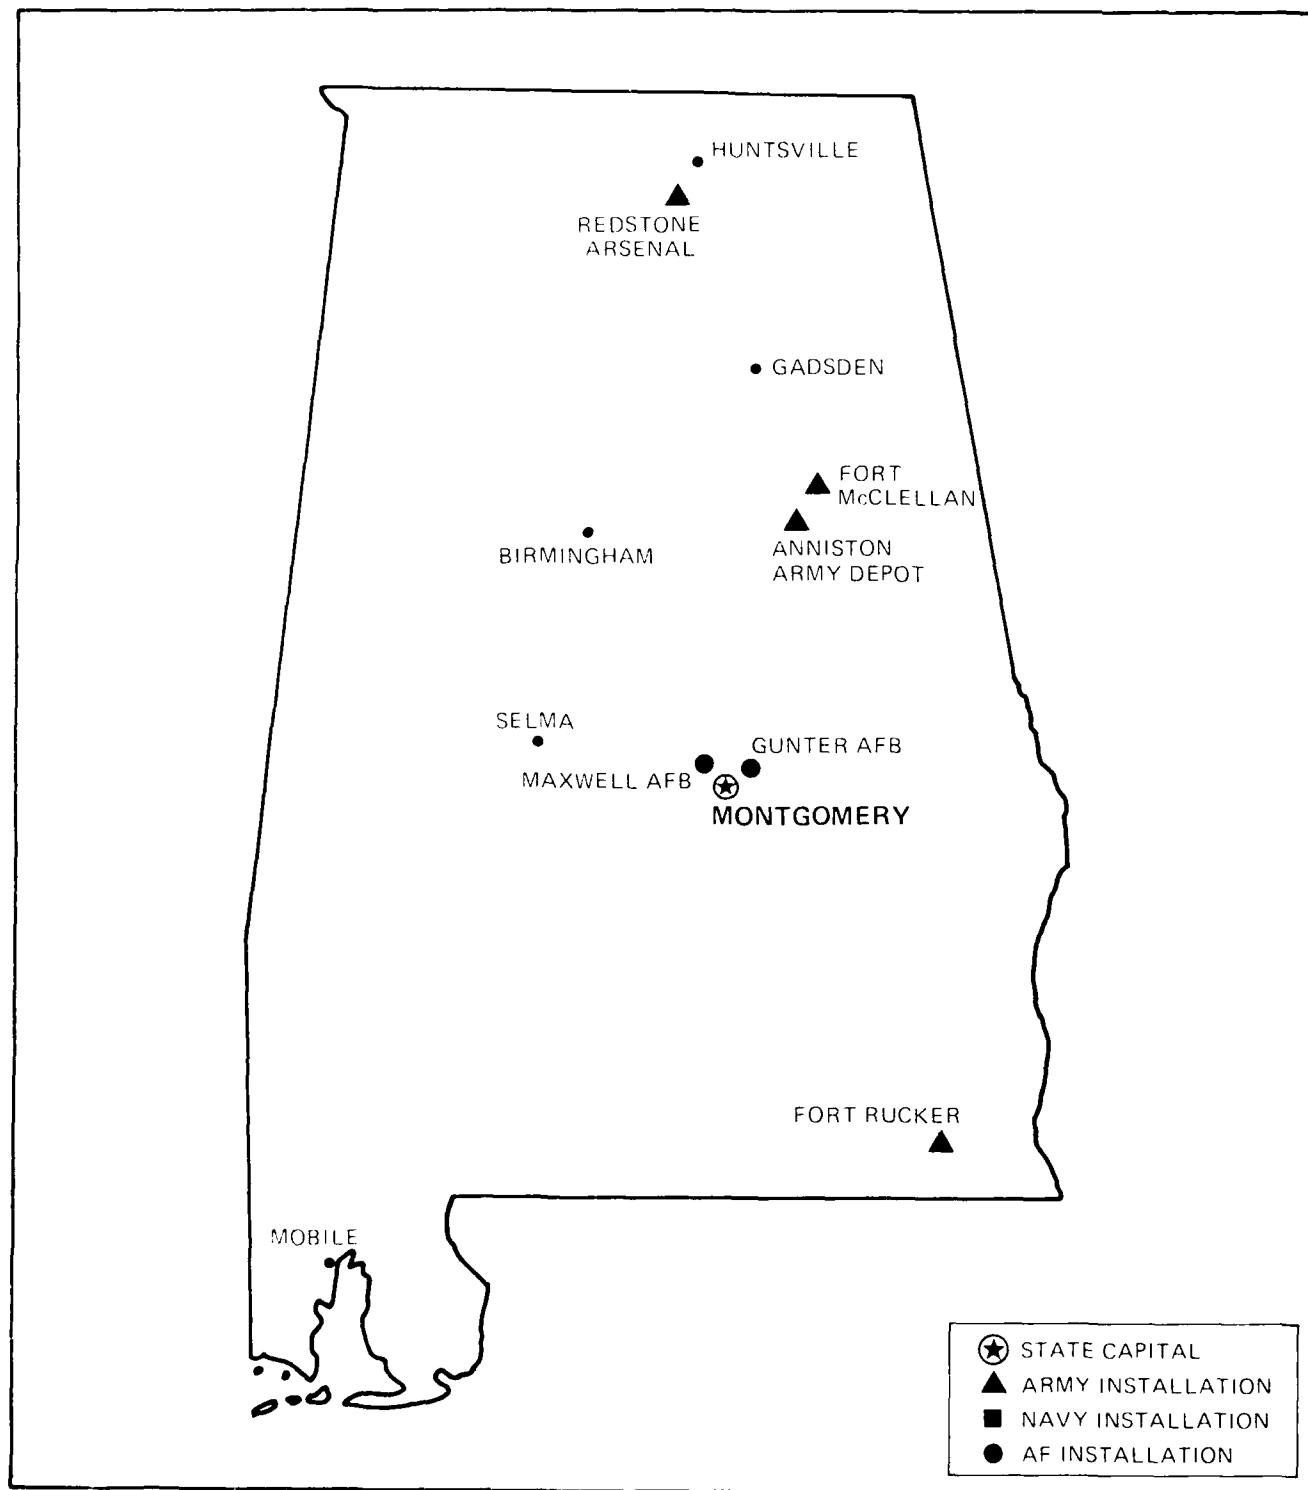 HUNTSVILLE
REDSTONE
ARSENAL
GADSDEN
FORT
McCLELLAN
ANNISTON
ARMY DEPOT
BIRMINGHAM
SELMA
GUNTER AFB
MAXWELL AFB
MONTGOMERY
FORT RUCKER
MOBILE
STATE CAPITAL
ARMY INSTALLATION
NAVY INSTALLATION
AF INSTALLATION